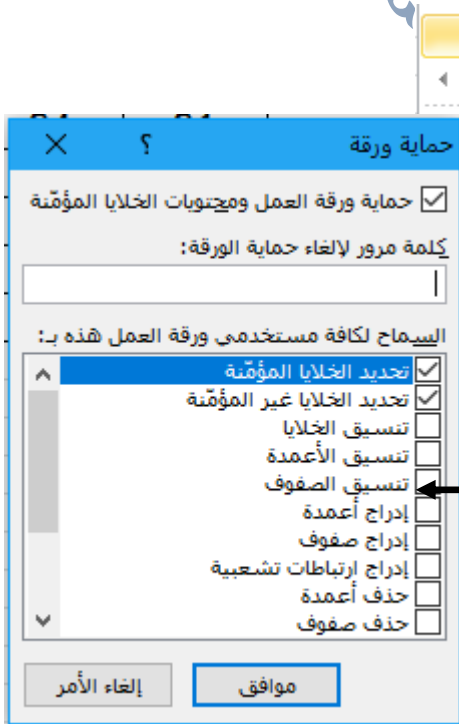 حماية ورقة
حماية ورقة العمل ومحتويات الخلايا المؤمّنة
كلمة مرور لإلغاء حماية الورقة:
السماح لكافة مستخدمي ورقة العمل هذه بـ:
تحديد الخلايا المؤمّنة
تحديد الخلايا غير المؤمّنة
تنسيق الخلايا
تنسيق الأعمدة
تنسيق الصفوف
إدراج أعمدة
إدراج صفوف
إدراج ارتباطات تشعبية
حذف أعمدة
حذف صفوف
موافق
إلغاء الأمر